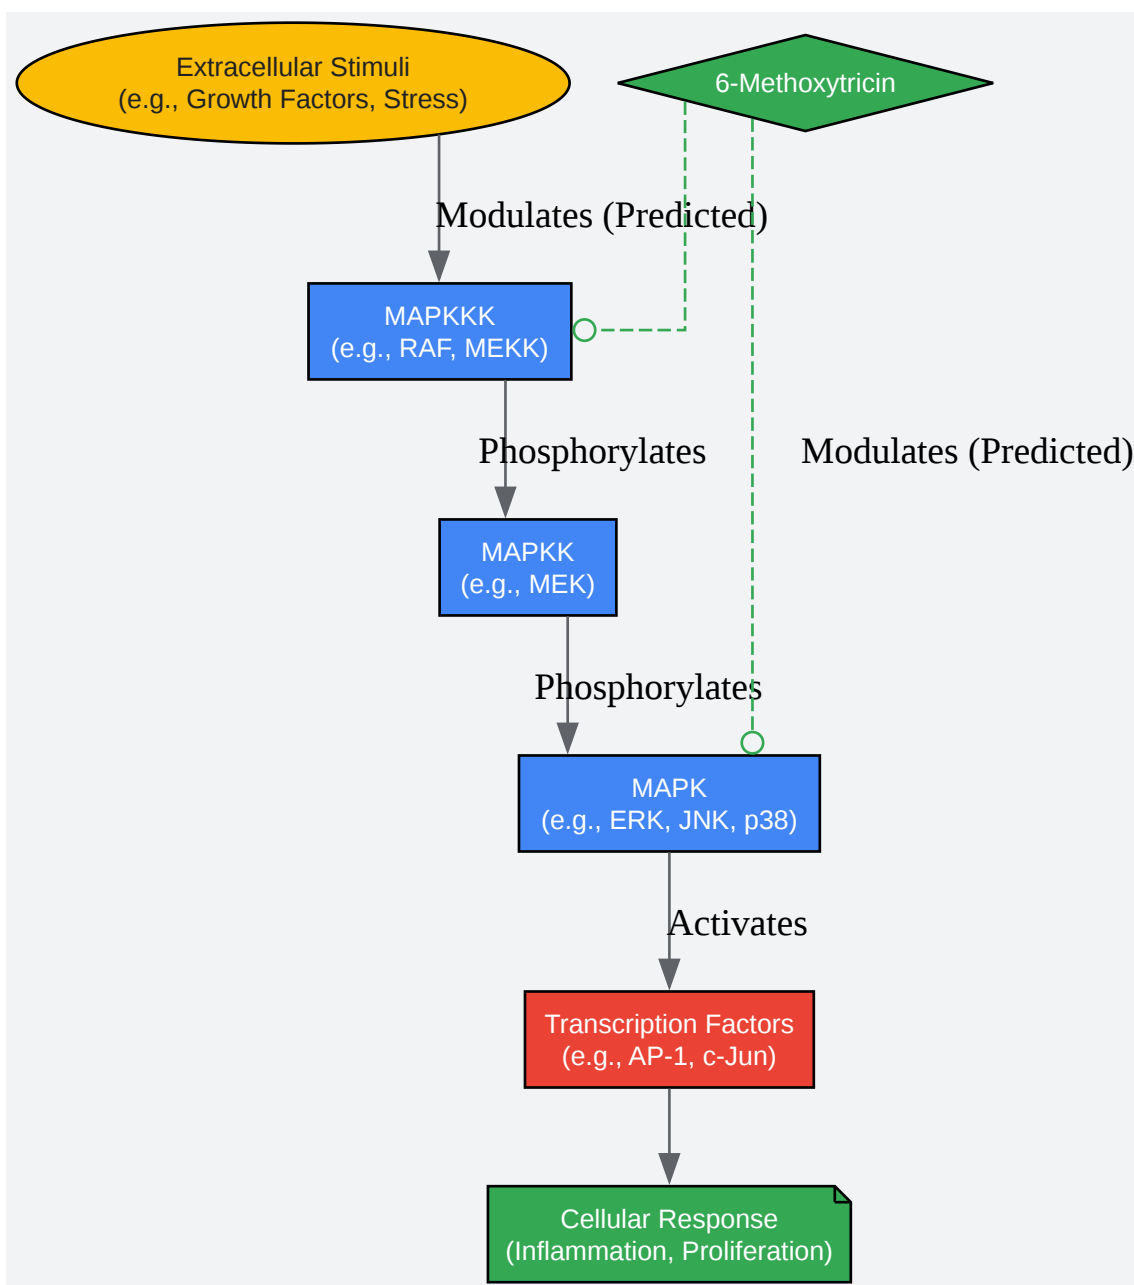 Extracellular Stimuli
(e.g., Growth Factors, Stress)
6-Methoxytricin
Modulates (Predicted)
MAPKKK
(e.g., RAF, MEKK)
Phosphorylates
Modulates (Predicted)
MAPKK
(e.g., MEK)
Phosphorylates
MAPK
(e.g., ERK, JNK, p38)
Activates
Transcription Factors
(e.g., AP-1, c-Jun)
Cellular Response
(Inflammation, Proliferation)